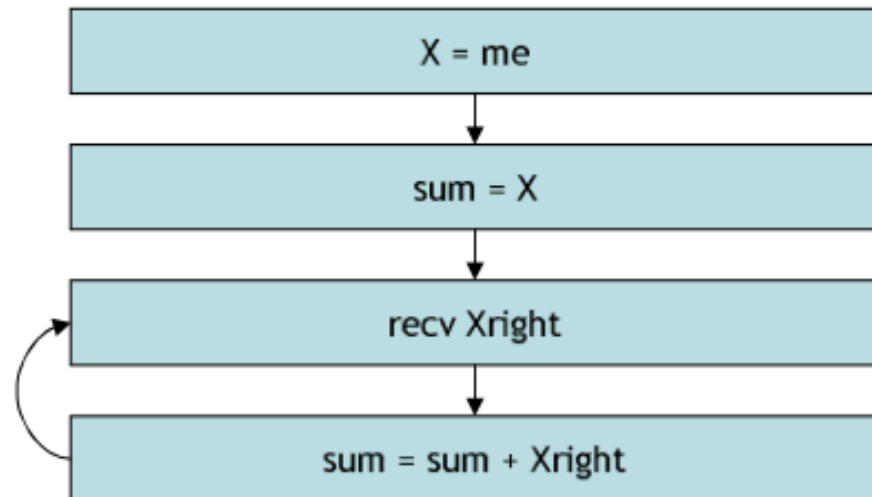 X = me
sum = X
recv Xright
sum = sum + Xright